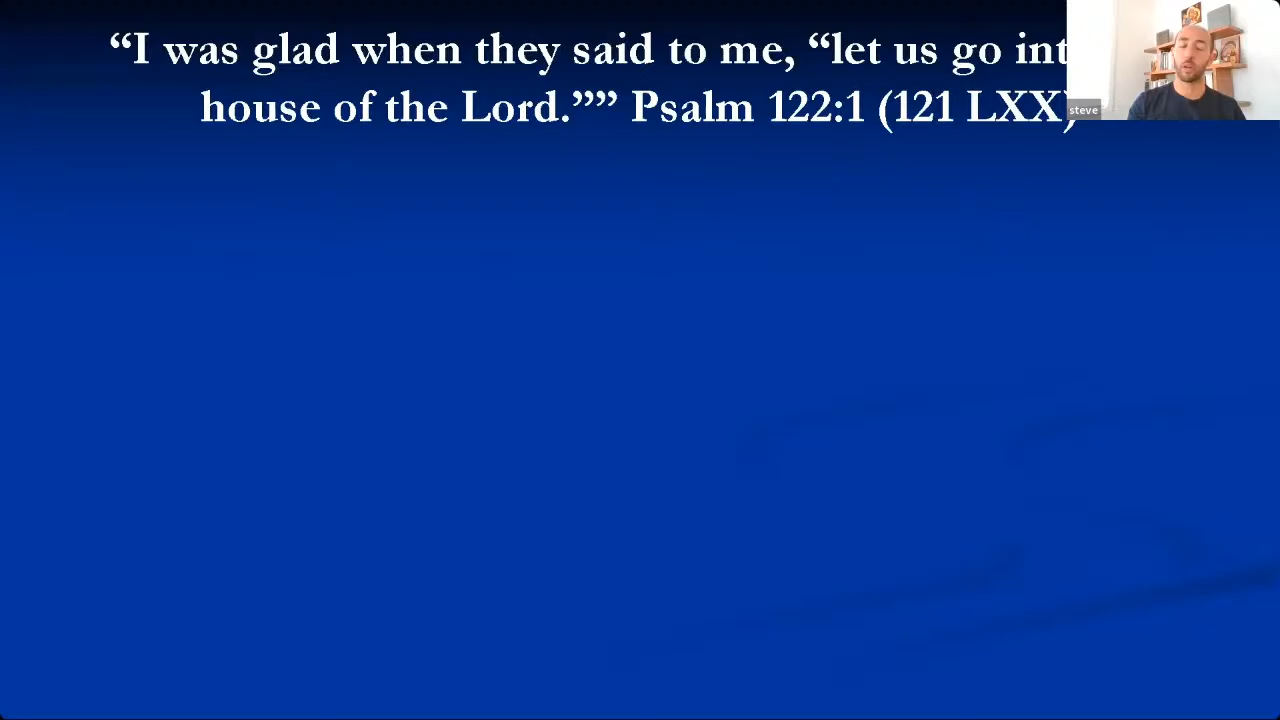 “I was glad when they said to me, “let us go int
house of the Lord.”” Psalm 122:1 (121 LXX)
steve